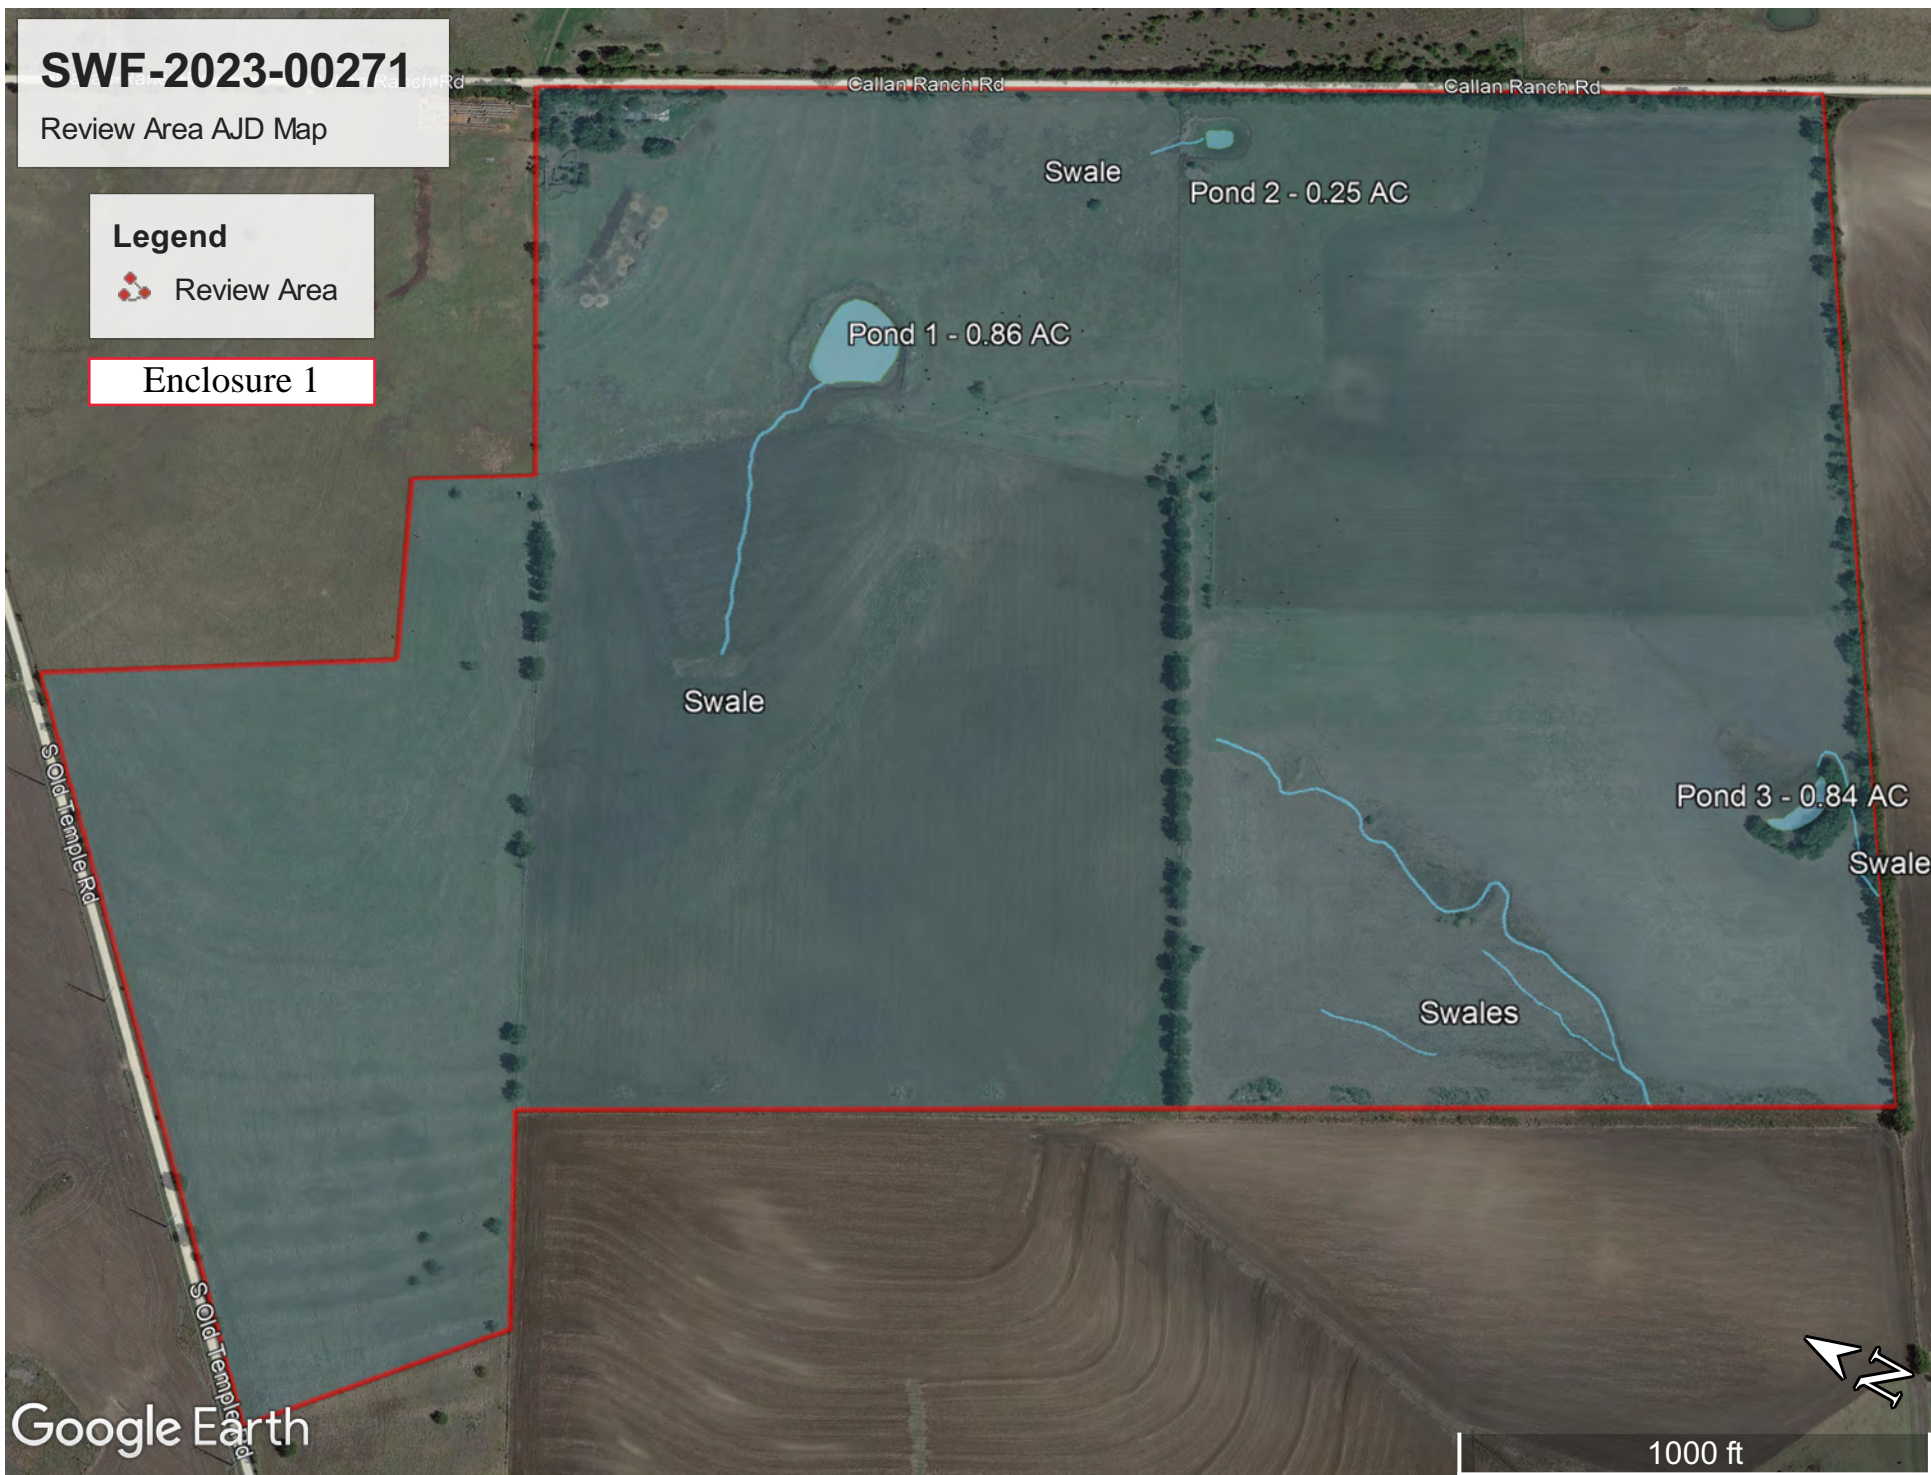 SWF-2023-00271
Review Area AJD Map
Ranch Rd
Callan Ranch Rd
Callan Ranch Rd
Legend
Review Area
Enclosure 1
Swale
Pond 2 - 0.25 AC
Pond 1 - 0.86 AC
Swale
S Old Temple Rd
Pond 3 - 0.84 AC
Swale
Swales
S Old Temple Rd
N
Google Earth
1000 ft